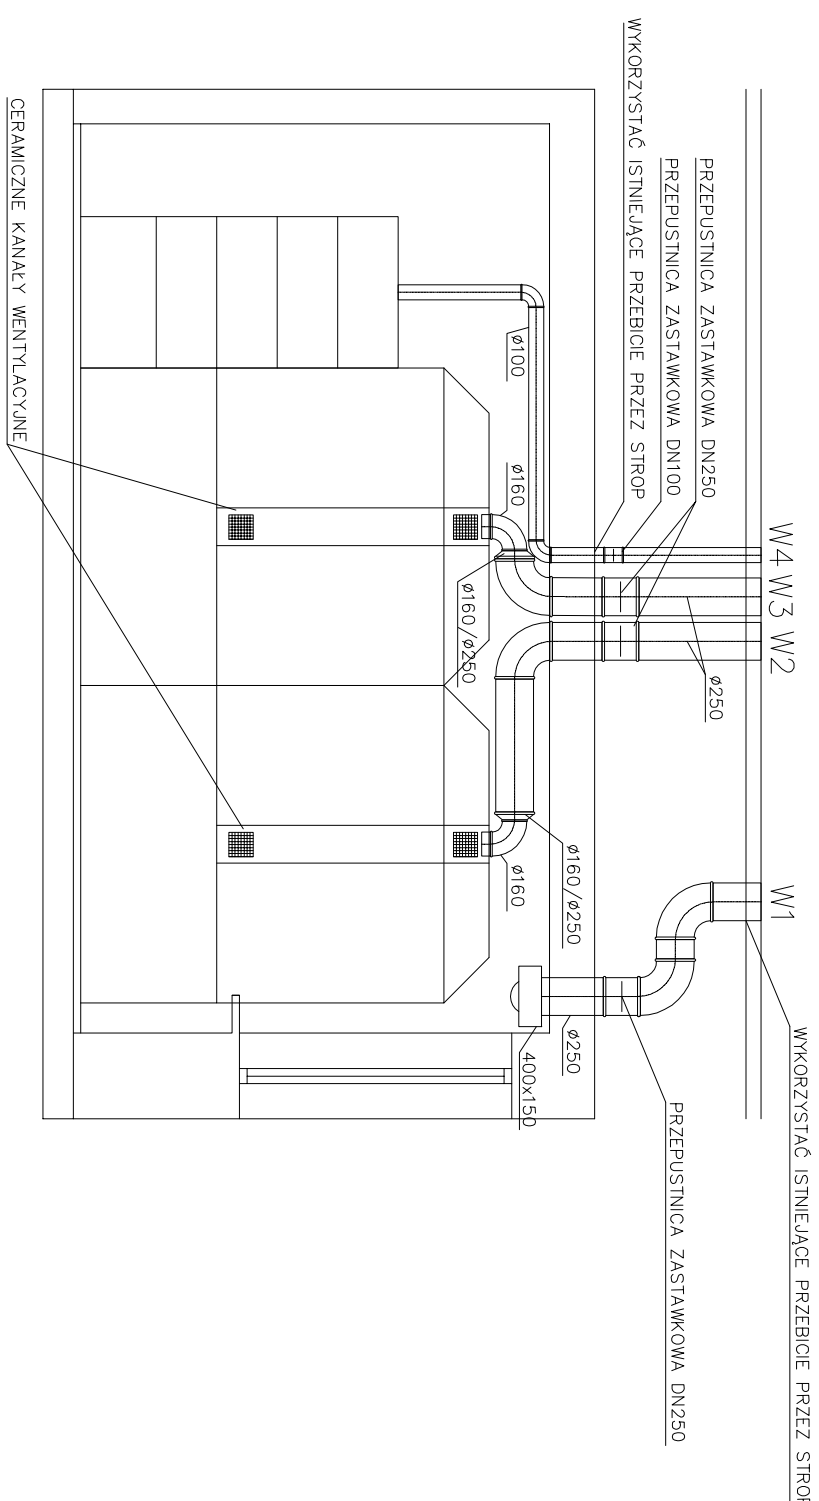 WYKORZYSTAĆ ISTNIEJĄCE PRZEBICIE PRZEZ STROP
PRZEPUSTNICA ZASTAWKOWA DN100
PRZEPUSTNICA ZASTAWKOWA DN250
CERAMICZNE KANAŁY WENTYLACYJNE
ø100
ø160
ø160/ø250
W4
W3
W2
ø250
ø160/ø250
ø160
W1
ø250
400x150
WYKORZYSTAĆ ISTNIEJĄCE PRZEBICIE PRZEZ STROP
PRZEPUSTNICA ZASTAWKOWA DN250